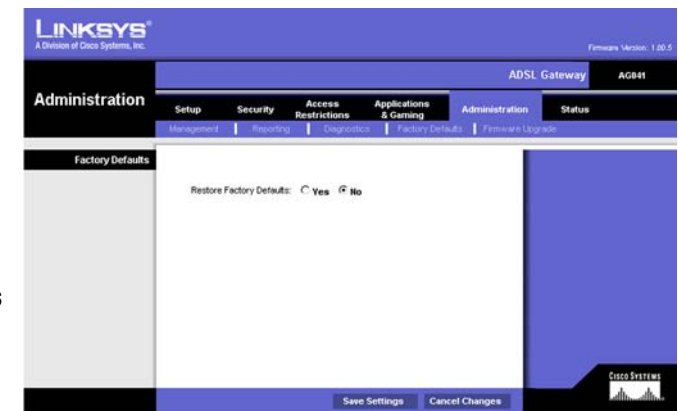 LINKSYS®
A Division of Cisco Systems, Inc.
Firmware Version: 1.00.5
ADSL Gateway
AG041
Administration
Setup
Security
Access Restrictions
Applications & Gaming
Administration
Status
Management
Reporting
Diagnostics
Factory Defaults
Firmware Upgrade
Factory Defaults
Restore Factory Defaults: Yes No
s
Save Settings
Cancel Changes
CISCO SYSTEMS